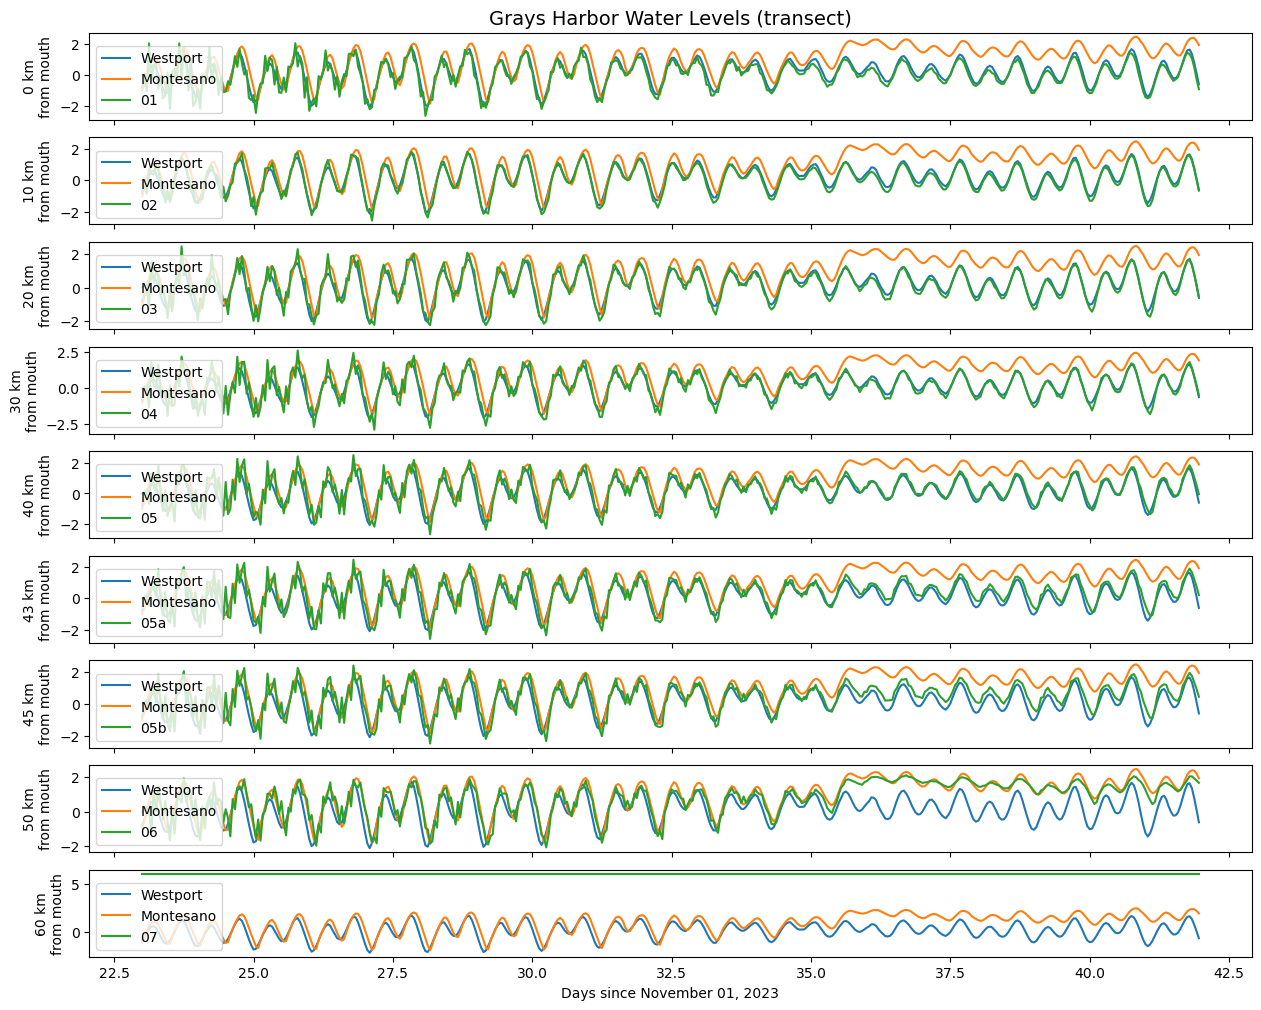 Grays Harbor Water Levels (transect)
0 km
from mouth
2
0
−2
Westport
Montesano
01
10 km
from mouth
2
0
−2
Westport
Montesano
02
20 km
from mouth
2
0
−2
Westport
Montesano
03
30 km
from mouth
2.5
0.0
−2.5
Westport
Montesano
04
40 km
from mouth
2
0
−2
Westport
Montesano
05
43 km
from mouth
2
0
−2
Westport
Montesano
05a
45 km
from mouth
2
0
−2
Westport
Montesano
05b
50 km
from mouth
2
0
−2
Westport
Montesano
06
60 km
from mouth
5
0
Westport
Montesano
07
22.5 25.0 27.5 30.0 32.5 35.0 37.5 40.0 42.5
Days since November 01, 2023